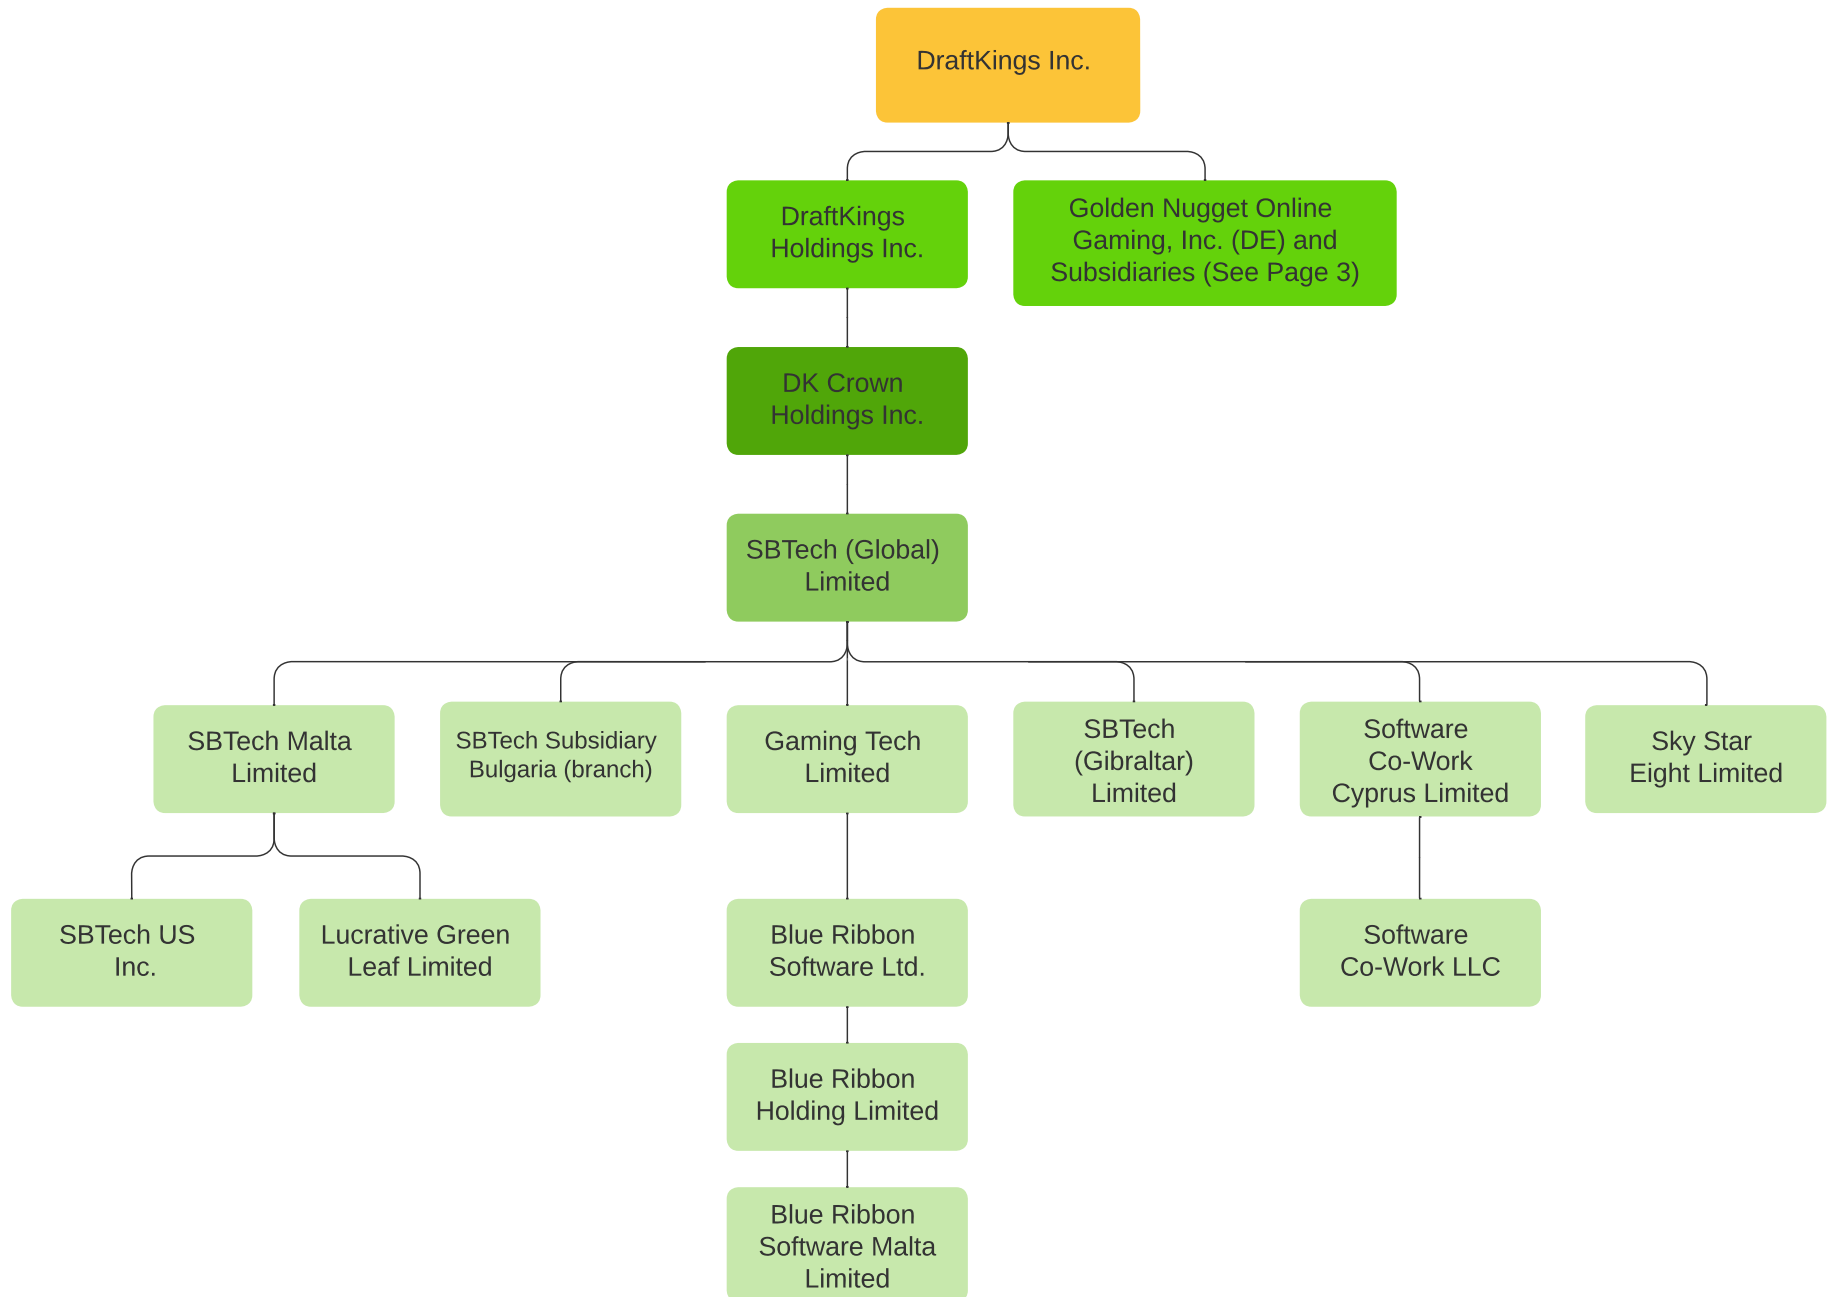 DraftKings Inc.
DraftKings
Holdings Inc.
Golden Nugget Online
Gaming, Inc. (DE) and
Subsidiaries (See Page 3)
DK Crown
Holdings Inc.
SBTech (Global)
Limited
SBTech Malta
Limited
SBTech Subsidiary
Bulgaria (branch)
Gaming Tech
Limited
SBTech
(Gibraltar)
Limited
Software
Co-Work
Cyprus Limited
Sky Star
Eight Limited
SBTech US
Inc.
Lucrative Green
Leaf Limited
Blue Ribbon
Software Ltd.
Software
Co-Work LLC
Blue Ribbon
Holding Limited
Blue Ribbon
Software Malta
Limited